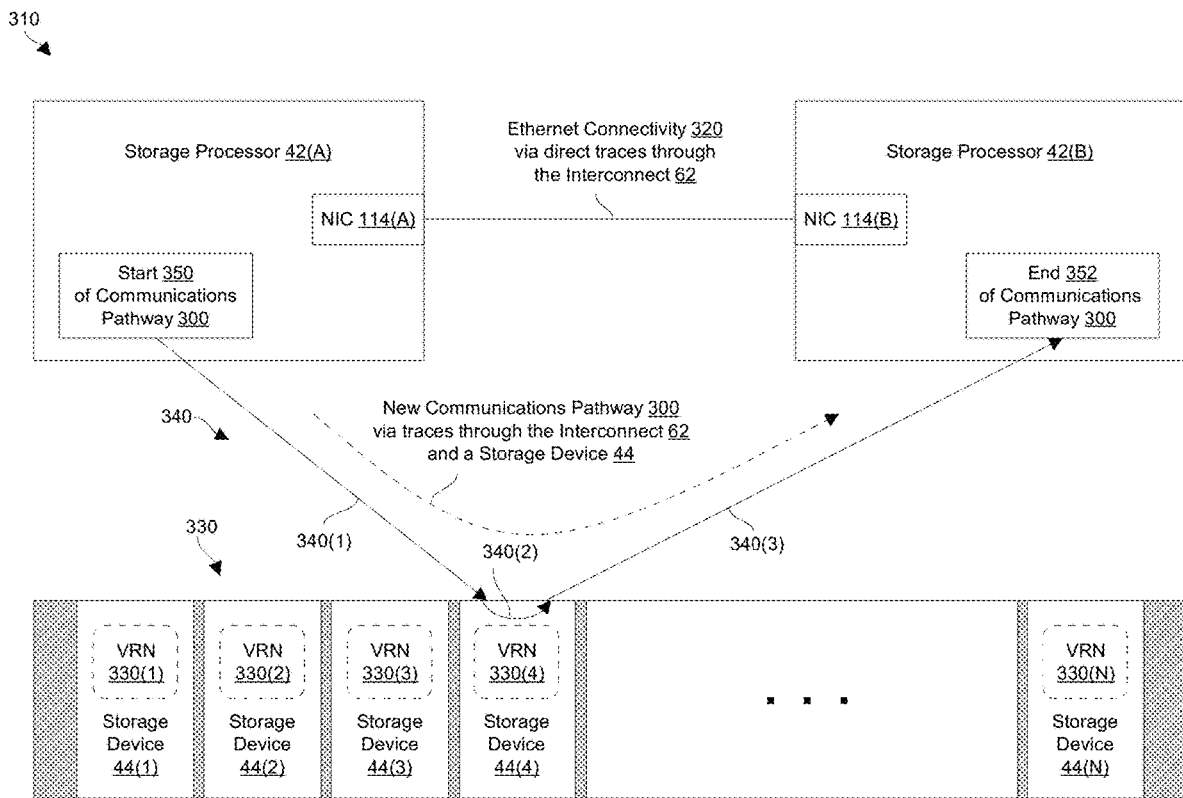 310
Storage Processor 42(A)
Ethernet Connectivity 320
via direct traces through
the Interconnect 62
Storage Processor 42(B)
NIC 114(A)
NIC 114(B)
Start 350
of Communications
Pathway 300
End 352
of Communications
Pathway 300
340
New Communications Pathway 300
via traces through the Interconnect 62
and a Storage Device 44
330
340(1)
340(2)
340(3)
VRN
330(1)
Storage
Device
44(1)
VRN
330(2)
Storage
Device
44(2)
VRN
330(3)
Storage
Device
44(3)
VRN
330(4)
Storage
Device
44(4)
. . .
VRN
330(N)
Storage
Device
44(N)